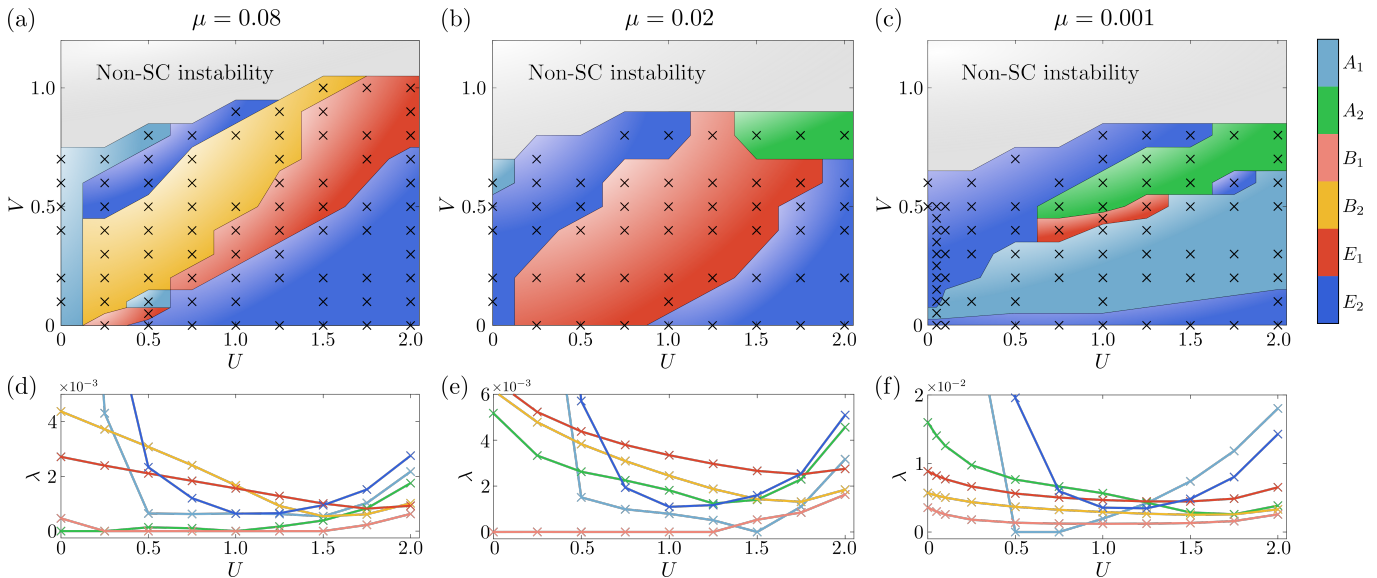 (a) μ = 0.08
(b) μ = 0.02
(c) μ = 0.001
Non-SC instability
Non-SC instability
Non-SC instability
V
1.0
0.5
0
0 0.5 1.0 1.5 2.0
U
V
1.0
0.5
0
0 0.5 1.0 1.5 2.0
U
V
1.0
0.5
0
0 0.5 1.0 1.5 2.0
U
A₁
A₂
B₁
B₂
E₁
E₂
(d)
×10⁻³
λ
4
2
0
0 0.5 1.0 1.5 2.0
U
(e)
×10⁻³
λ
6
4
2
0
0 0.5 1.0 1.5 2.0
U
(f)
×10⁻²
λ
2
1
0
0 0.5 1.0 1.5 2.0
U